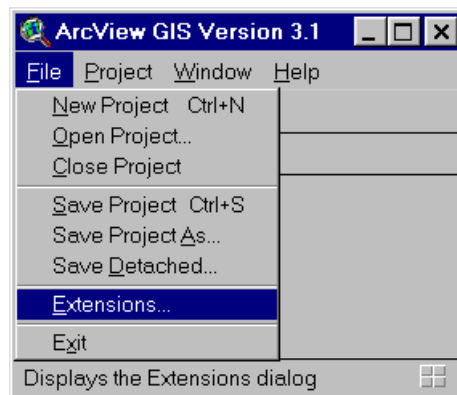 ArcView GIS Version 3.1
File Project Window Help
New Project Ctrl+N
Open Project...
Close Project
Save Project Ctrl+S
Save Project As...
Save Detached...
Extensions...
Exit
Displays the Extensions dialog